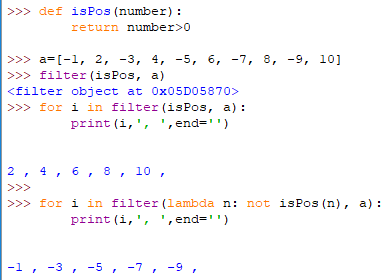 >>> def isPos(number):
        return number>0

>>> a=[-1, 2, -3, 4, -5, 6, -7, 8, -9, 10]
>>> filter(isPos, a)
<filter object at 0x05D05870>
>>> for i in filter(isPos, a):
        print(i,', ',end='')

2 , 4 , 6 , 8 , 10 , 
>>> 
>>> for i in filter(lambda n: not isPos(n), a):
        print(i,', ',end='')

-1 , -3 , -5 , -7 , -9 ,